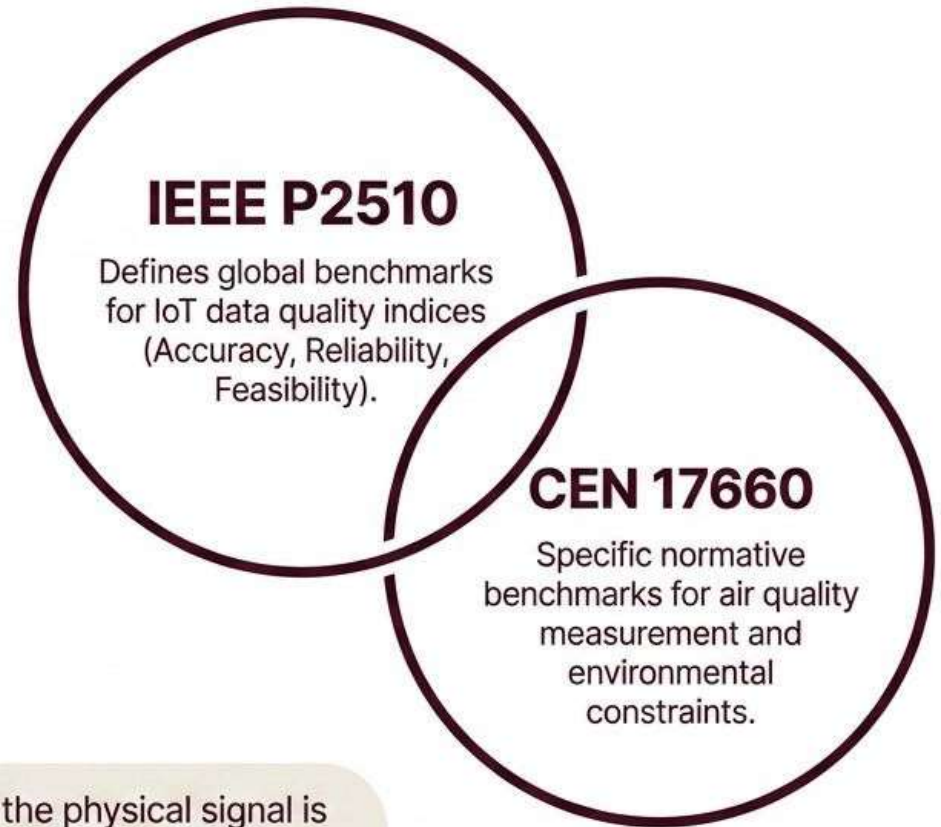 IEEE P2510
Defines global benchmarks
for IoT data quality indices
(Accuracy, Reliability,
Feasibility).
CEN 17660
Specific normative
benchmarks for air quality
measurement and
environmental
constraints.
the physical signal is